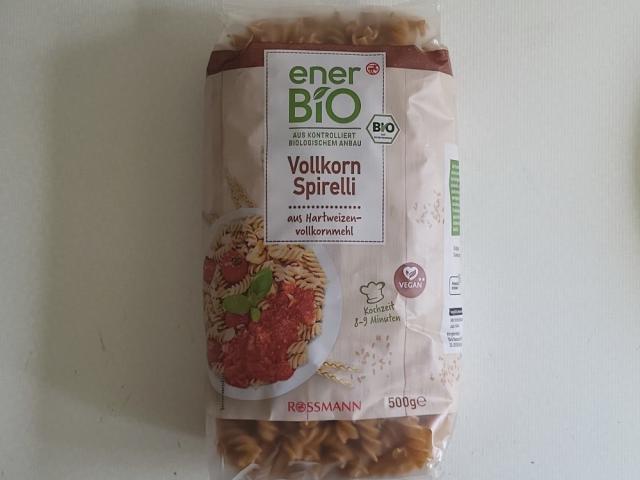 ener
BIO
AUS KONTROLLIERT
BIOLOGISCHEM ANBAU
BIO
Vollkorn
Spirelli
aus Hartweizen-
vollkornmehl
VEGAN
Kochzeit
8-9 Minuten
ROSSMANN
500g℮